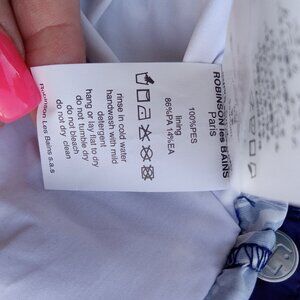 ROBINSON les BAINS
Paris
100%PES
lining
86%PA 14%EA
rinse in cold water
handwash with mild
detergent
hang or lay flat to dry
do not tumble dry
do not bleach
do not dry clean
Robinson Les Bains s.a.s